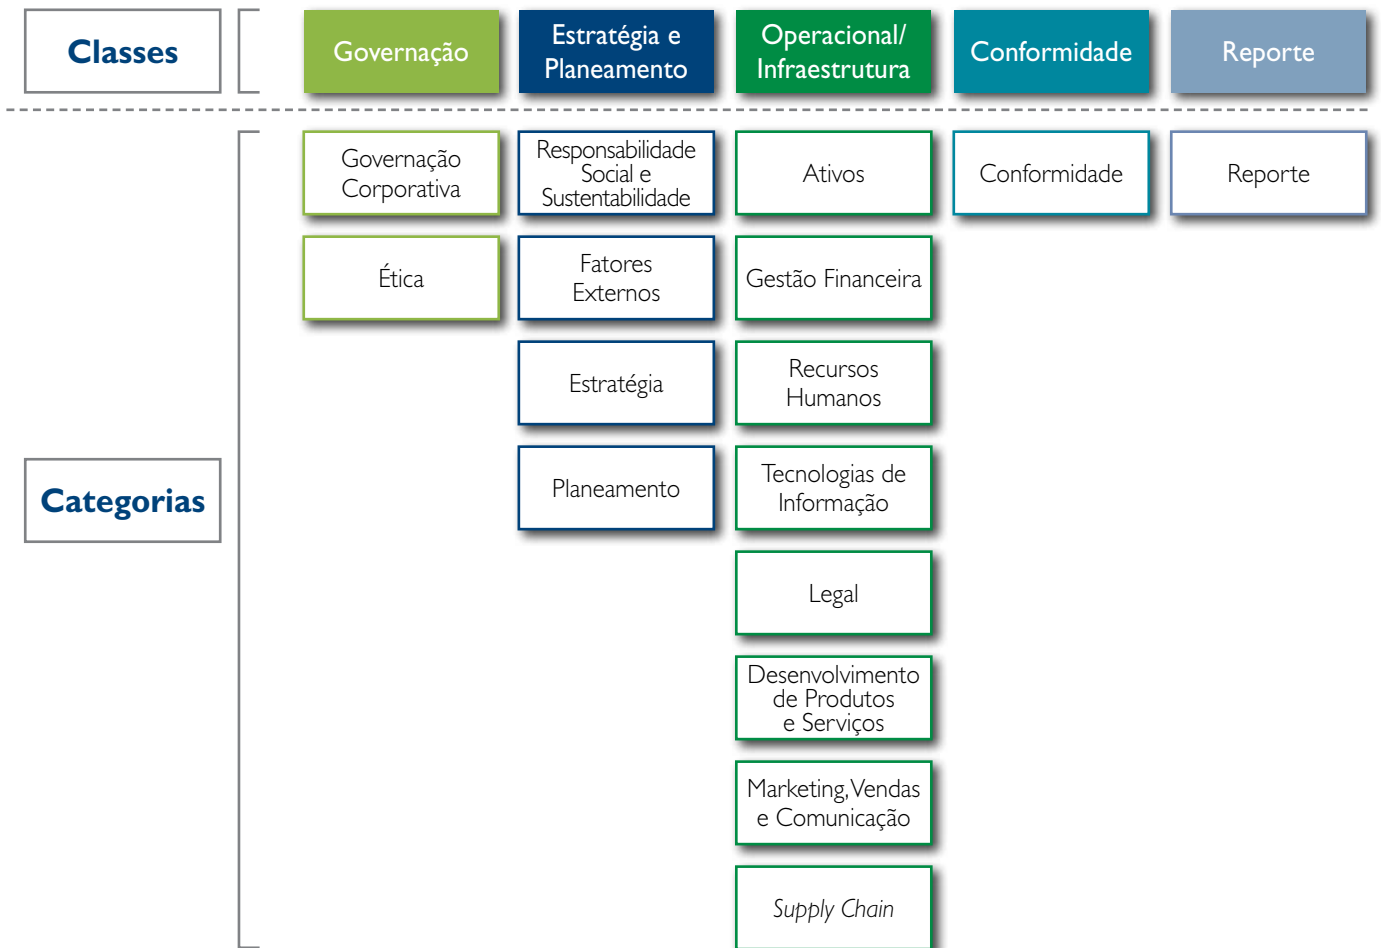 Classes
Governação
Estratégia e
Planeamento
Operacional/
Infraestrutura
Conformidade
Reporte
Categorias
Governação
Corporativa
Ética
Responsabilidade
Social e
Sustentabilidade
Fatores
Externos
Estratégia
Planeamento
Ativos
Gestão Financeira
Recursos
Humanos
Tecnologias de
Informação
Legal
Desenvolvimento
de Produtos
e Serviços
Marketing, Vendas
e Comunicação
Supply Chain
Conformidade
Reporte